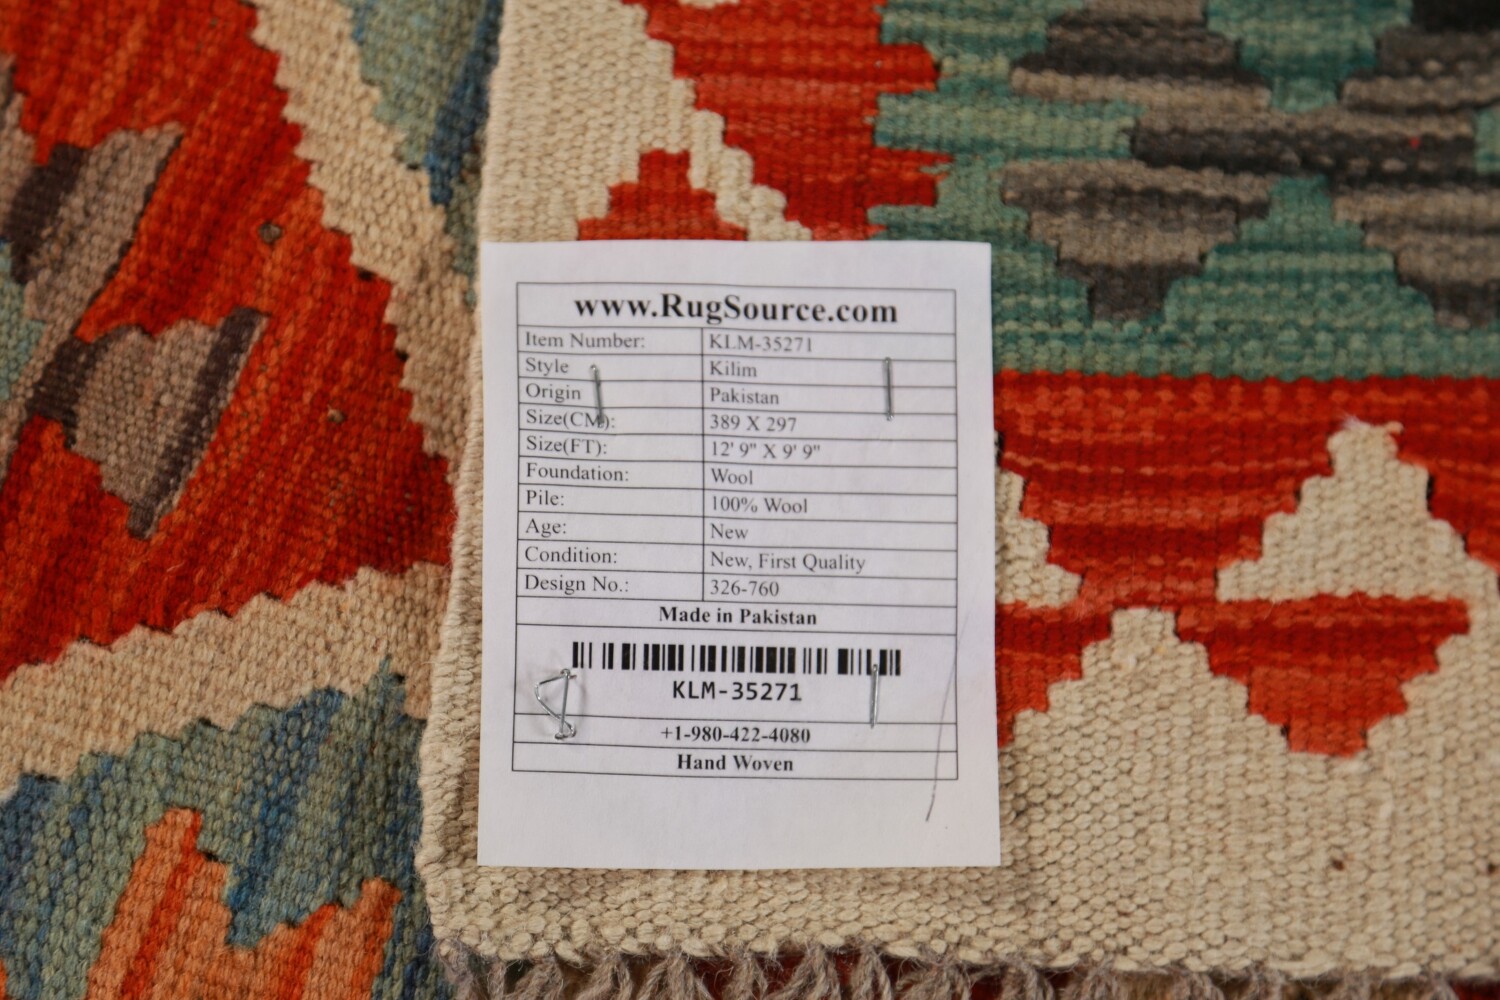 www.RugSource.com
Item Number: KLM-35271
Style Kilim
Origin Pakistan
Size(CM): 389 X 297
Size(FT): 12' 9" X 9' 9"
Foundation: Wool
Pile: 100% Wool
Age: New
Condition: New, First Quality
Design No.: 326-760
Made in Pakistan
KLM-35271
+1-980-422-4080
Hand Woven